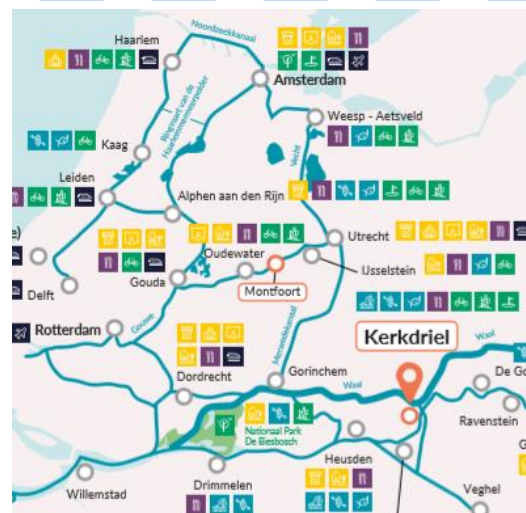 Noordzeekanaal
Haarlem
Amsterdam
Ringvaart van de
Haarlemmermeerpolder
Weesp - Aetsveld
Kaag
Vecht
Leiden
Alphen aan den Rijn
e)
Utrecht
Oudewater
IJsselstein
Delft
Gouda
Montfoort
Gouwe
Merwedekanaal
Rotterdam
Kerkdriel
Waal
Gorinchem
Waal
De Go
Dordrecht
Nationaal Park
De Biesbosch
Ravenstein
G
Heusden
Willemstad
Drimmelen
Veghel